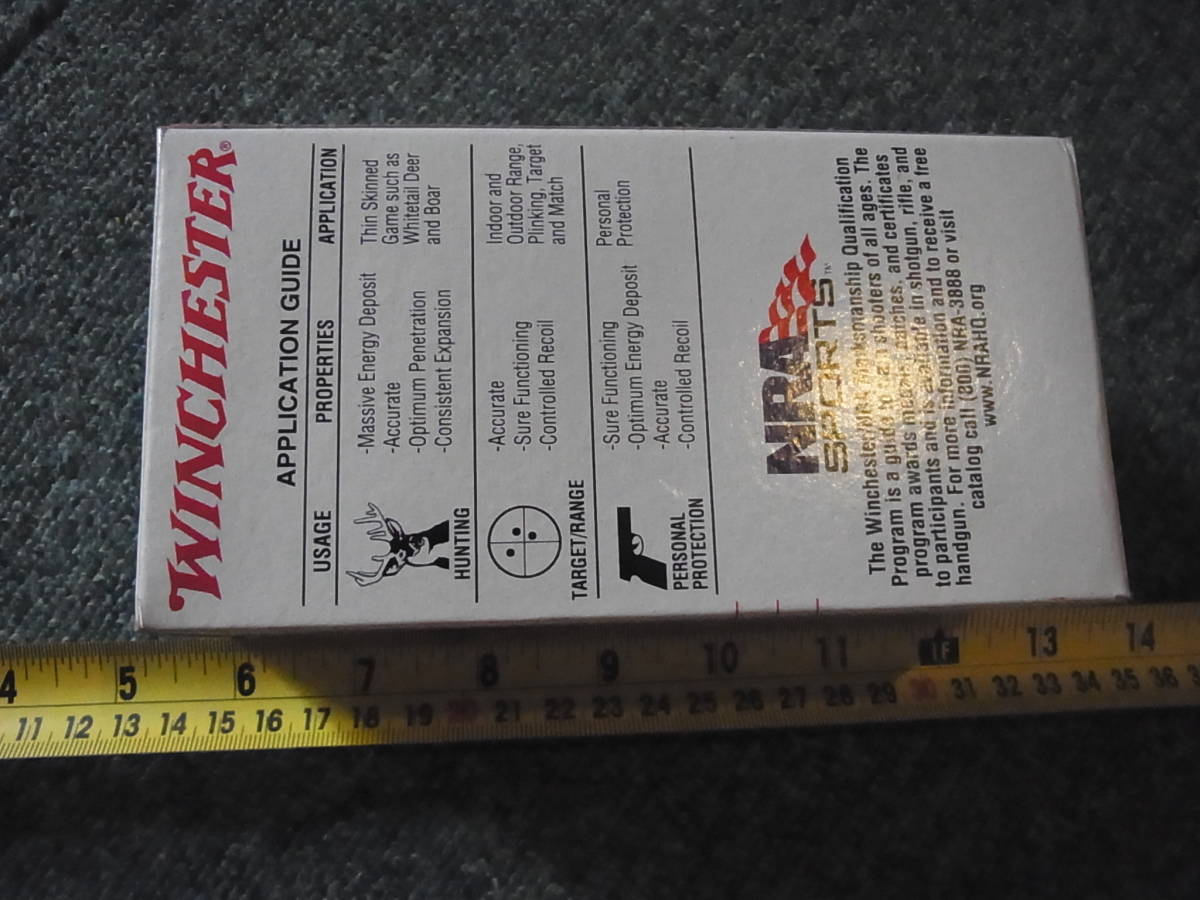 WINCHESTER®
APPLICATION GUIDE
USAGE PROPERTIES APPLICATION
HUNTING
-Massive Energy Deposit
-Accurate
-Optimum Penetration
-Consistent Expansion
Thin Skinned
Game such as
Whitetail Deer
and Boar
TARGET/RANGE
-Accurate
-Sure Functioning
-Controlled Recoil
Indoor and
Outdoor Range,
Plinking, Target
and Match
PERSONAL
PROTECTION
-Sure Functioning
-Optimum Energy Deposit
-Accurate
-Controlled Recoil
Personal
Protection
NRA
SPORTS™
The Winchester/NRA Marksmanship Qualification
Program is a guide to all shooters of all ages. The
program awards medals, patches, and certificates
to participants and is available in shotgun, rifle, and
handgun. For more information and to receive a free
catalog call (800) NRA-3888 or visit
www.NRAHQ.org
4 5 6 7 8 9 10 11 1F 13 14
11 12 13 14 15 16 17 18 19 20 21 22 23 24 25 26 27 28 29 30 31 32 33 34 35 36